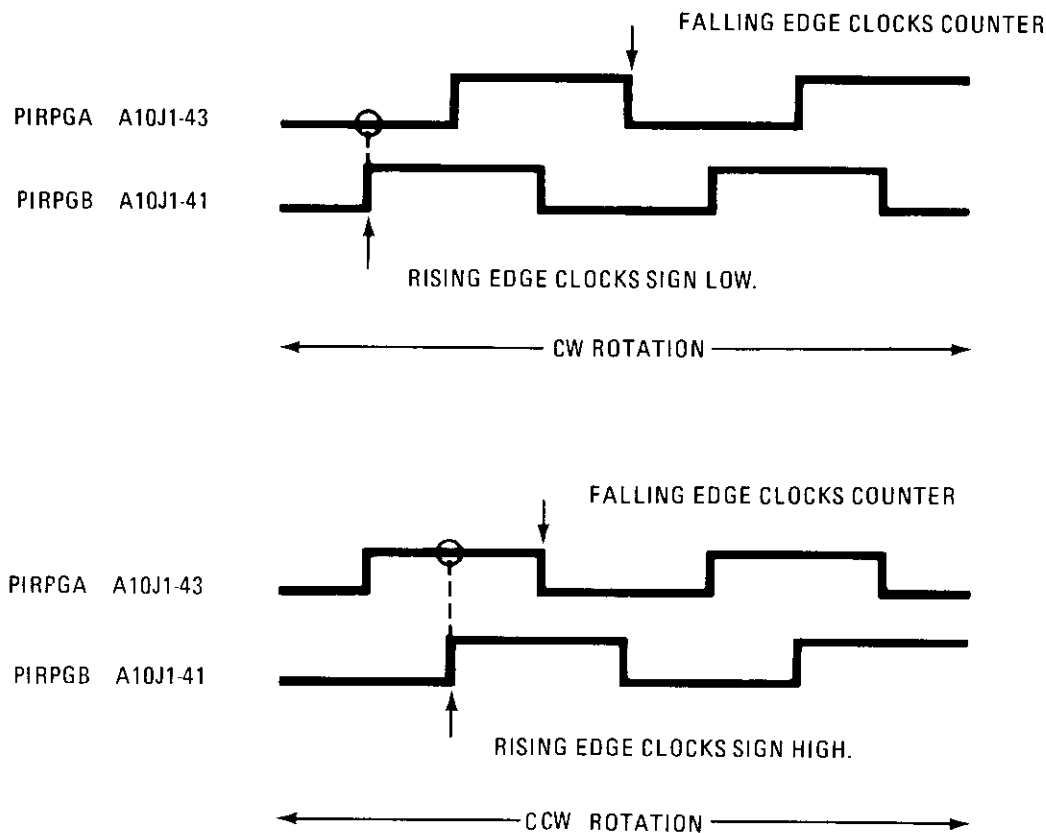 FALLING EDGE CLOCKS COUNTER
PIRPGA A10J1-43
PIRPGB A10J1-41
RISING EDGE CLOCKS SIGN LOW.
CW ROTATION
FALLING EDGE CLOCKS COUNTER
PIRPGA A10J1-43
PIRPGB A10J1-41
RISING EDGE CLOCKS SIGN HIGH.
CCW ROTATION